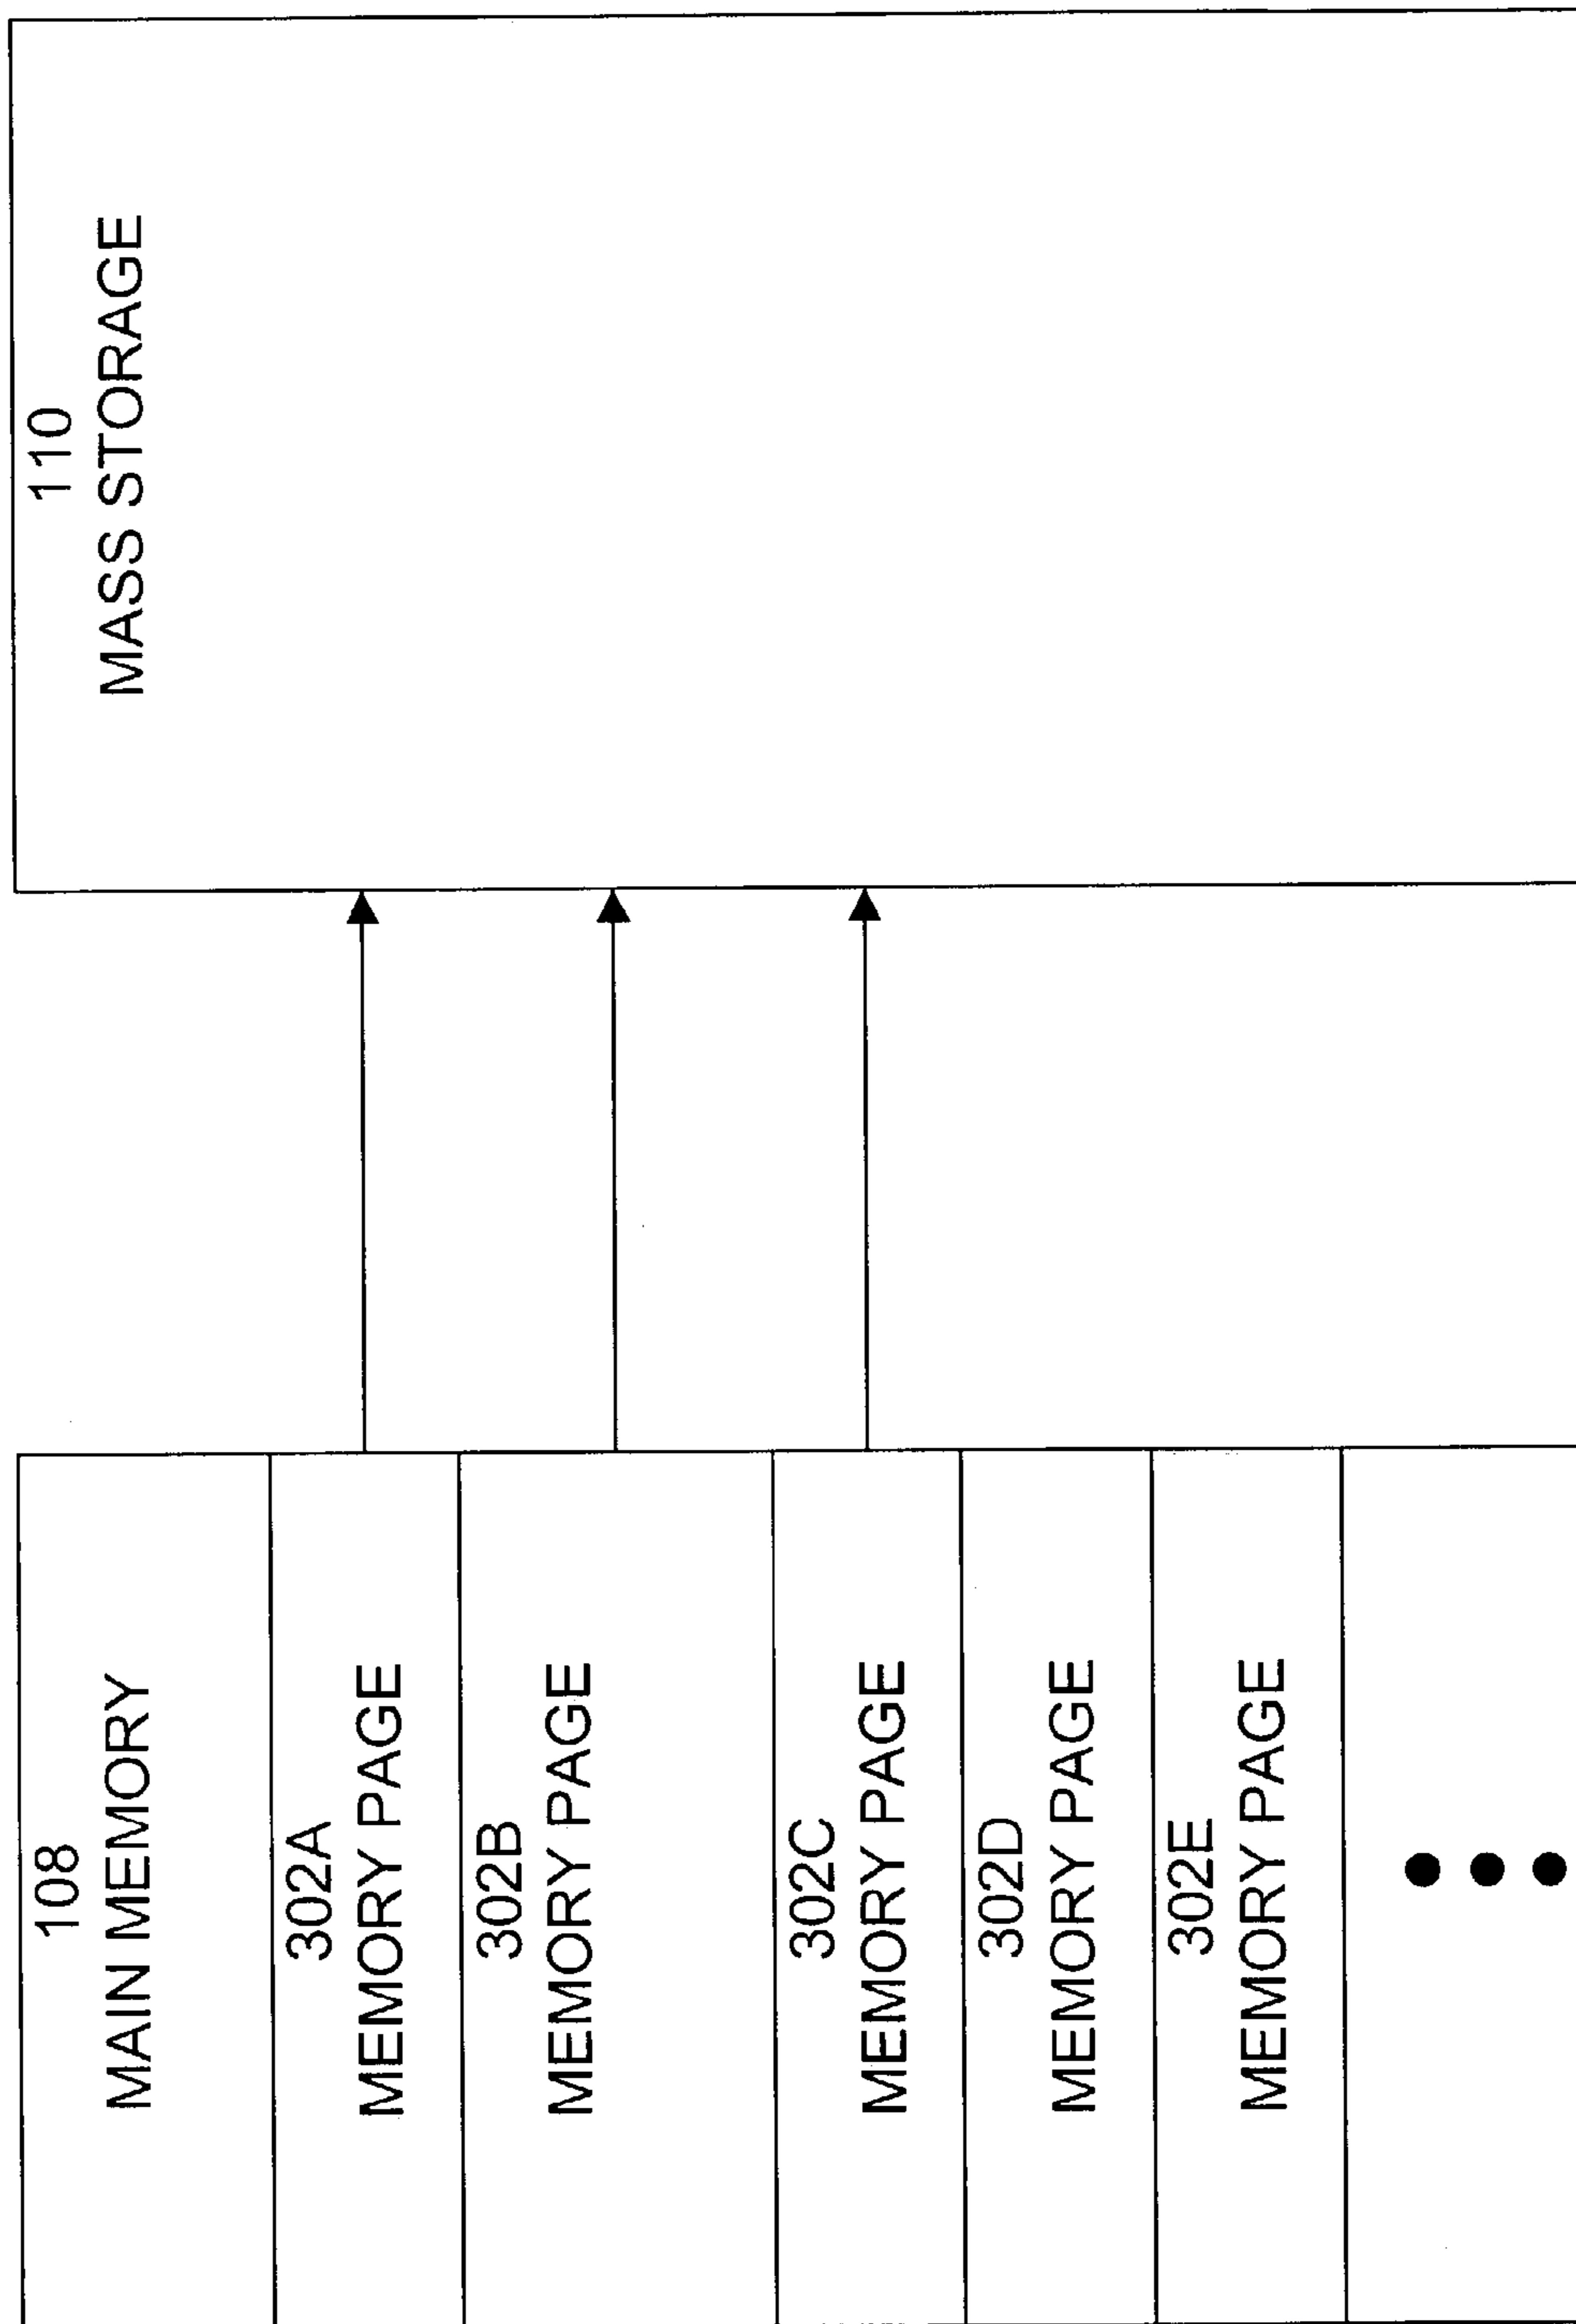 108
MAIN MEMORY
302A
MEMORY PAGE
302B
MEMORY PAGE
302C
MEMORY PAGE
302D
MEMORY PAGE
302E
MEMORY PAGE
110
MASS STORAGE